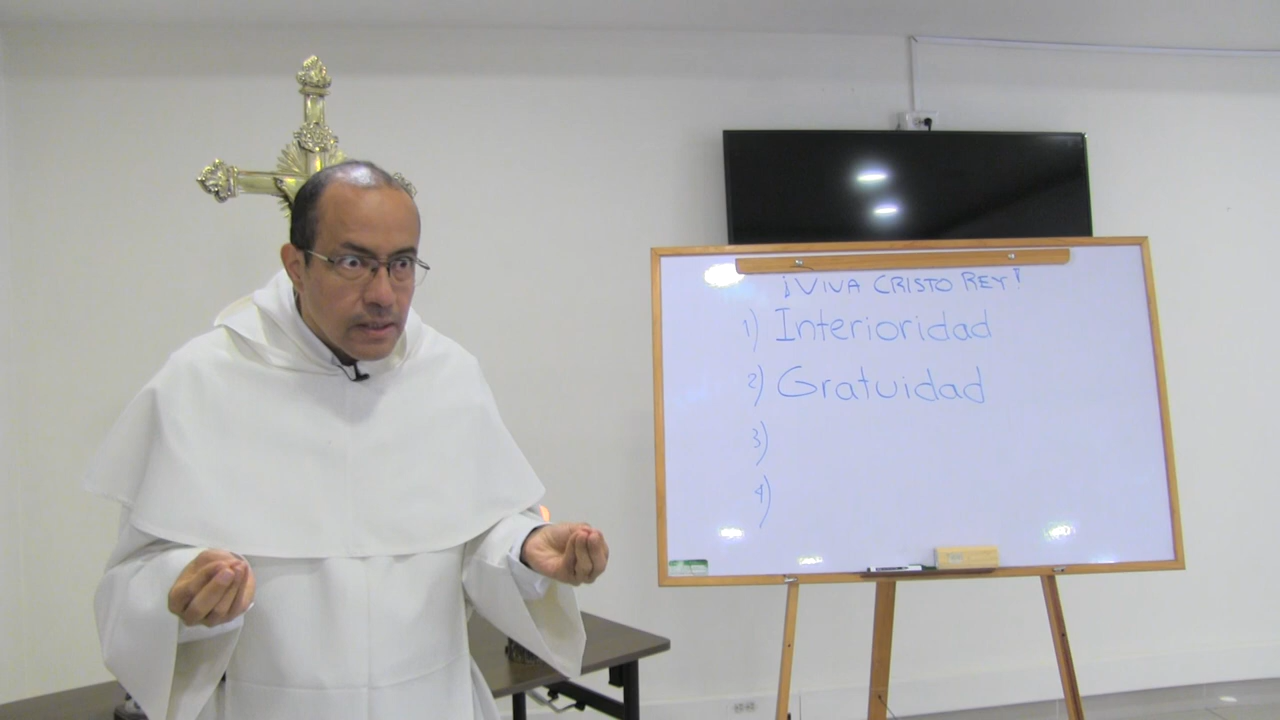 ¡VIVA CRISTO REY!
1) Interioridad
2) Gratuidad
3)
4)